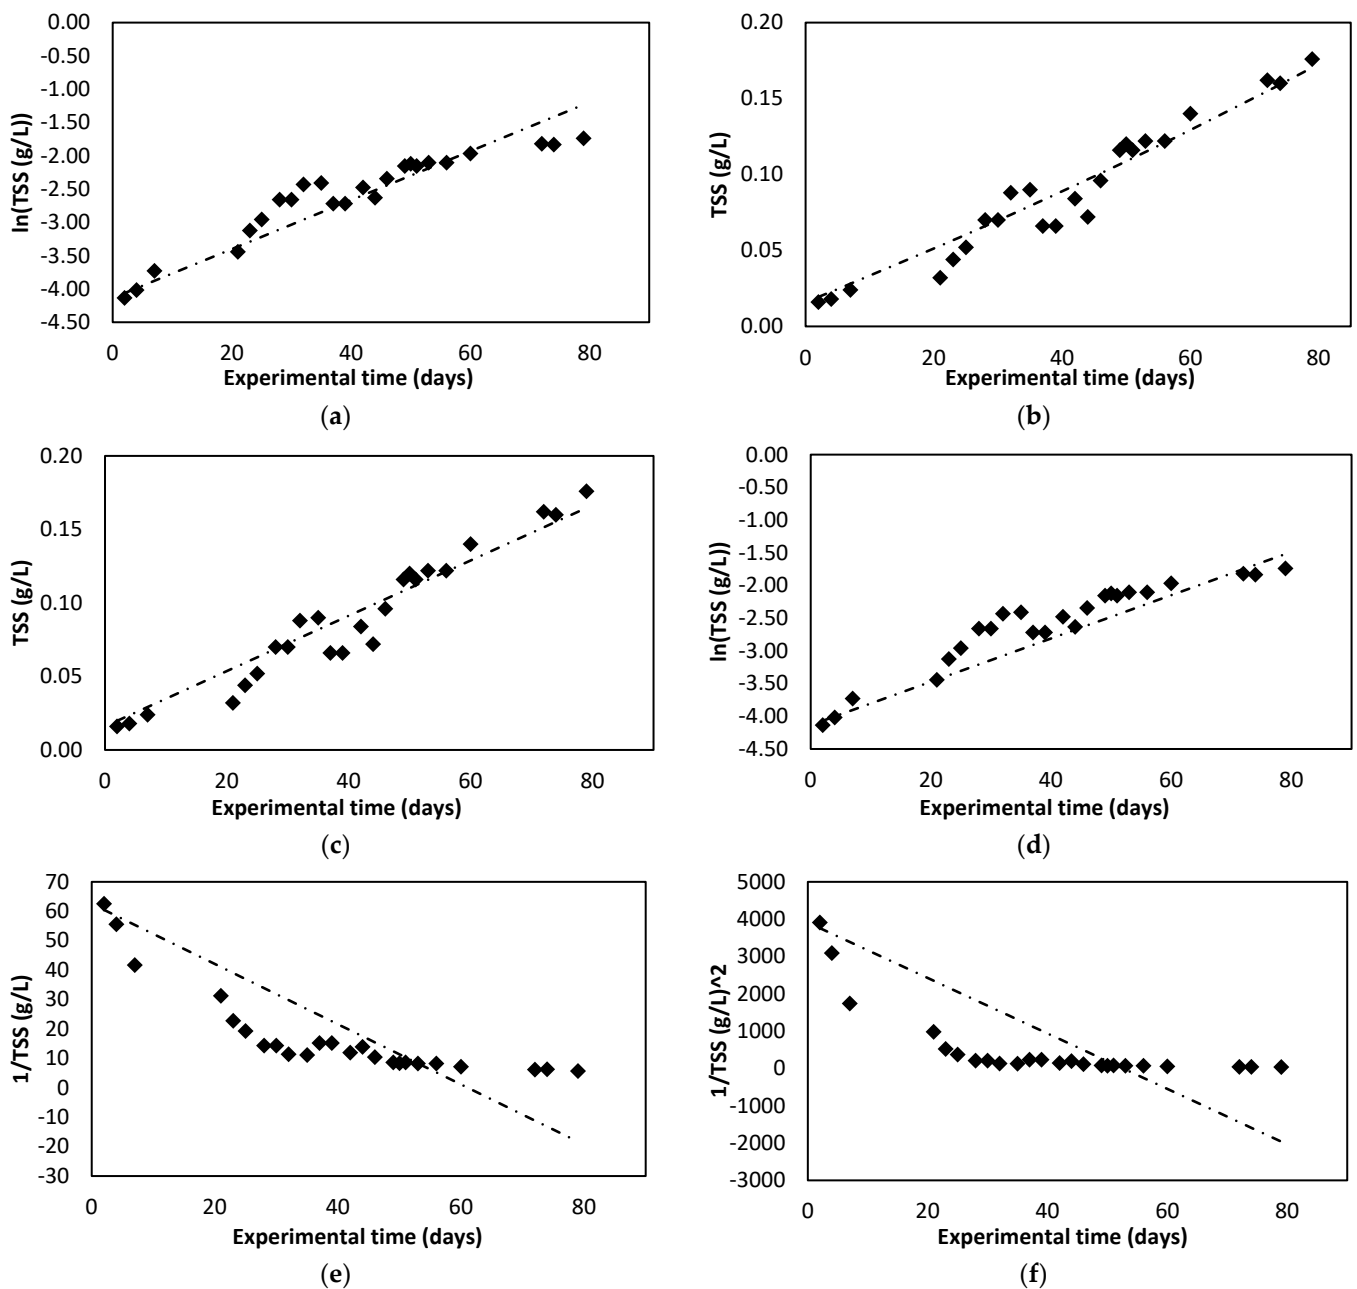 0.00
-0.50
-1.00
-1.50
-2.00
-2.50
-3.00
-3.50
-4.00
-4.50
ln(TSS (g/L))
0 20 40 60 80
Experimental time (days)
(a)
0.20
0.15
0.10
0.05
0.00
TSS (g/L)
0 20 40 60 80
Experimental time (days)
(b)
0.20
0.15
0.10
0.05
0.00
TSS (g/L)
0 20 40 60 80
Experimental time (days)
(c)
0.00
-0.50
-1.00
-1.50
-2.00
-2.50
-3.00
-3.50
-4.00
-4.50
ln(TSS (g/L))
0 20 40 60 80
Experimental time (days)
(d)
70
60
50
40
30
20
10
0
-10
-20
-30
1/TSS (g/L)
0 20 40 60 80
Experimental time (days)
(e)
5000
4000
3000
2000
1000
0
-1000
-2000
-3000
1/TSS (g/L)^2
0 20 40 60 80
Experimental time (days)
(f)